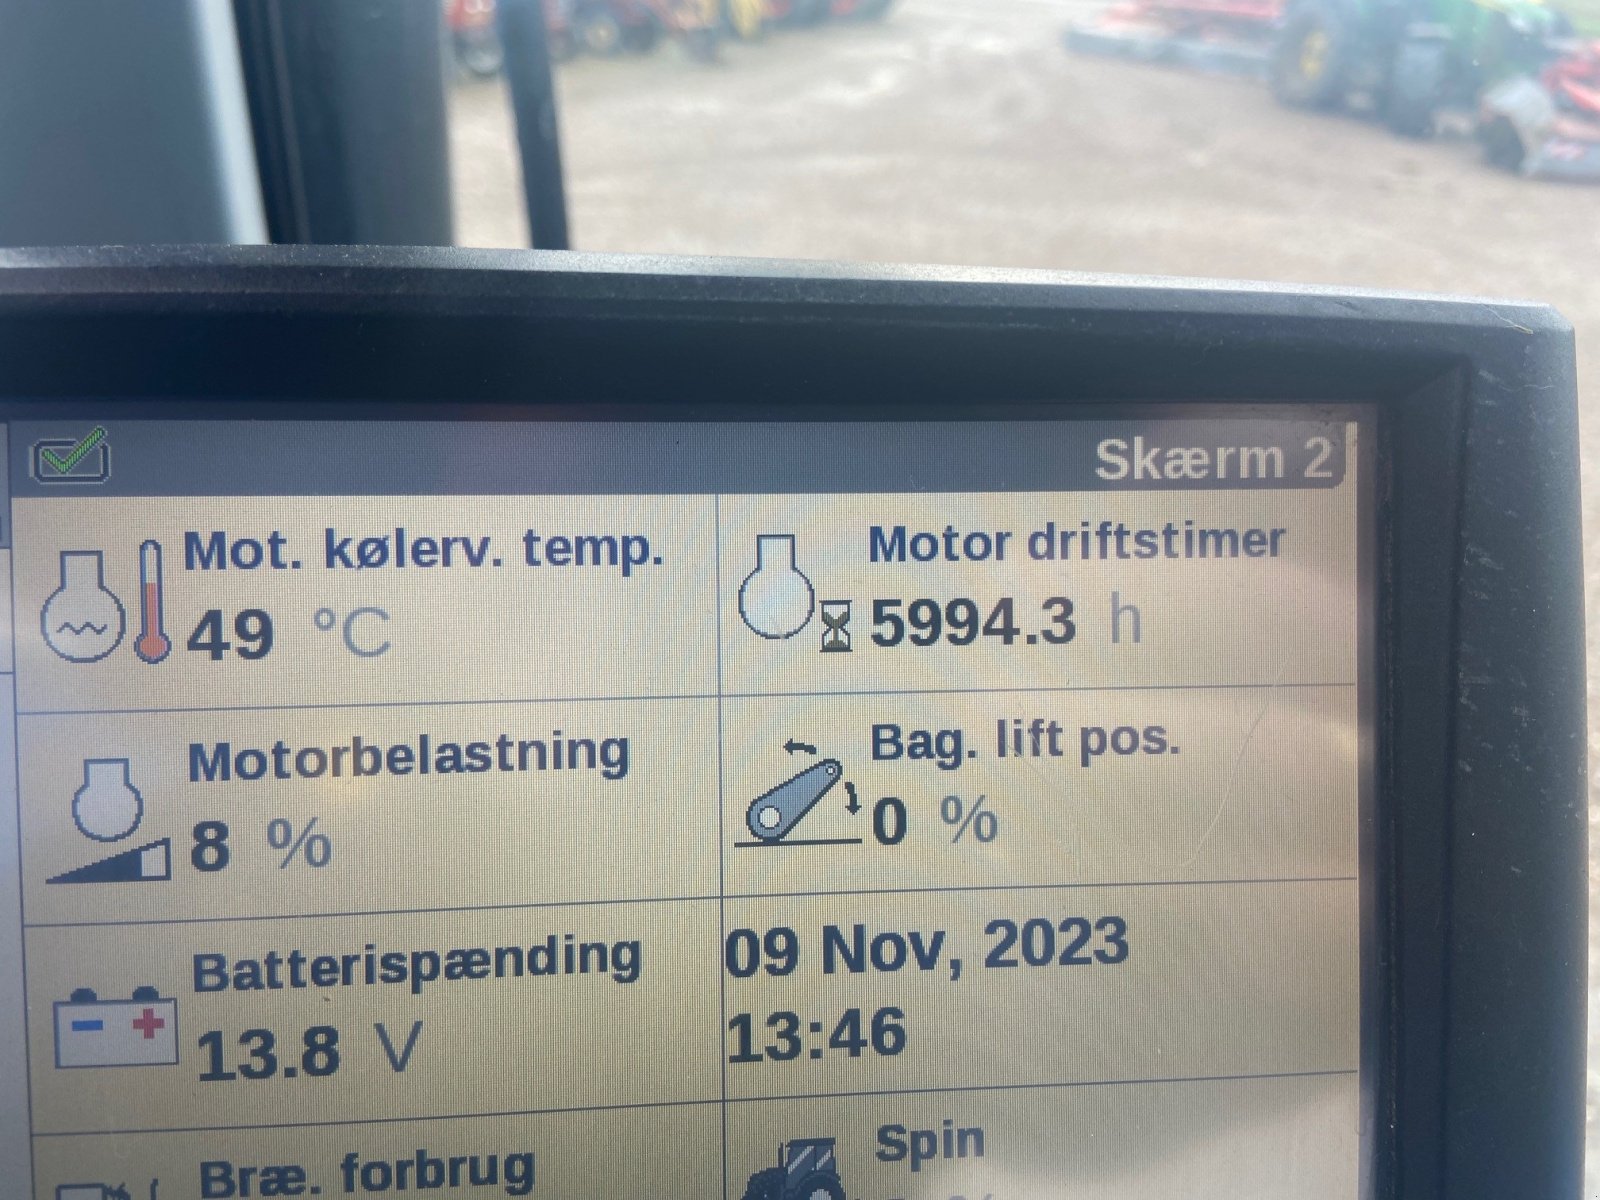 Skærm 2
Mot. kølerv. temp.
49 °C
Motor driftstimer
5994.3 h
Motorbelastning
8 %
Bag. lift pos.
0 %
Batterispænding
13.8 V
09 Nov, 2023
13:46
Bræ. forbrug
Spin